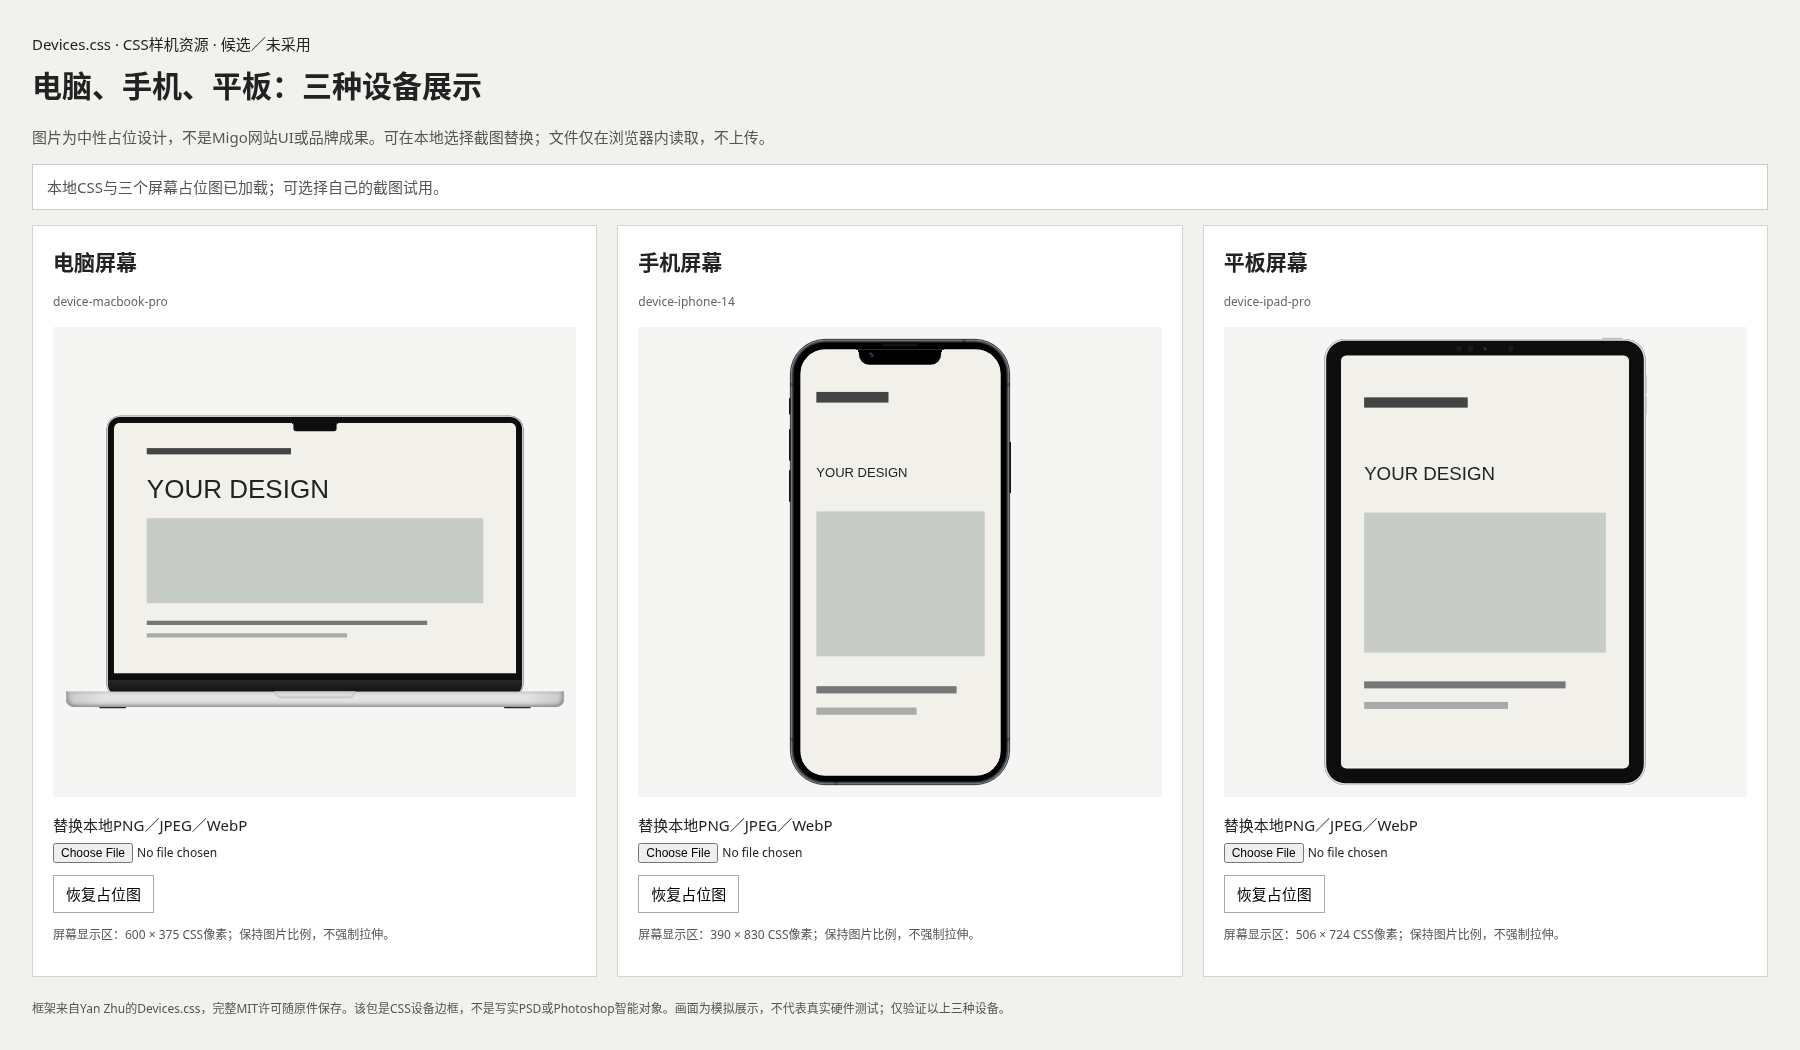 Devices.css · CSS样机资源 · 候选／未采用
电脑、手机、平板：三种设备展示
图片为中性占位设计，不是Migo网站UI或品牌成果。可在本地选择截图替换；文件仅在浏览器内读取，不上传。
本地CSS与三个屏幕占位图已加载；可选择自己的截图试用。
电脑屏幕
device-macbook-pro
YOUR DESIGN
替换本地PNG／JPEG／WebP
Choose File No file chosen
恢复占位图
屏幕显示区：600 × 375 CSS像素；保持图片比例，不强制拉伸。
手机屏幕
device-iphone-14
YOUR DESIGN
替换本地PNG／JPEG／WebP
Choose File No file chosen
恢复占位图
屏幕显示区：390 × 830 CSS像素；保持图片比例，不强制拉伸。
平板屏幕
device-ipad-pro
YOUR DESIGN
替换本地PNG／JPEG／WebP
Choose File No file chosen
恢复占位图
屏幕显示区：506 × 724 CSS像素；保持图片比例，不强制拉伸。
框架来自Yan Zhu的Devices.css，完整MIT许可随原件保存。该包是CSS设备边框，不是写实PSD或Photoshop智能对象。画面为模拟展示，不代表真实硬件测试；仅验证以上三种设备。